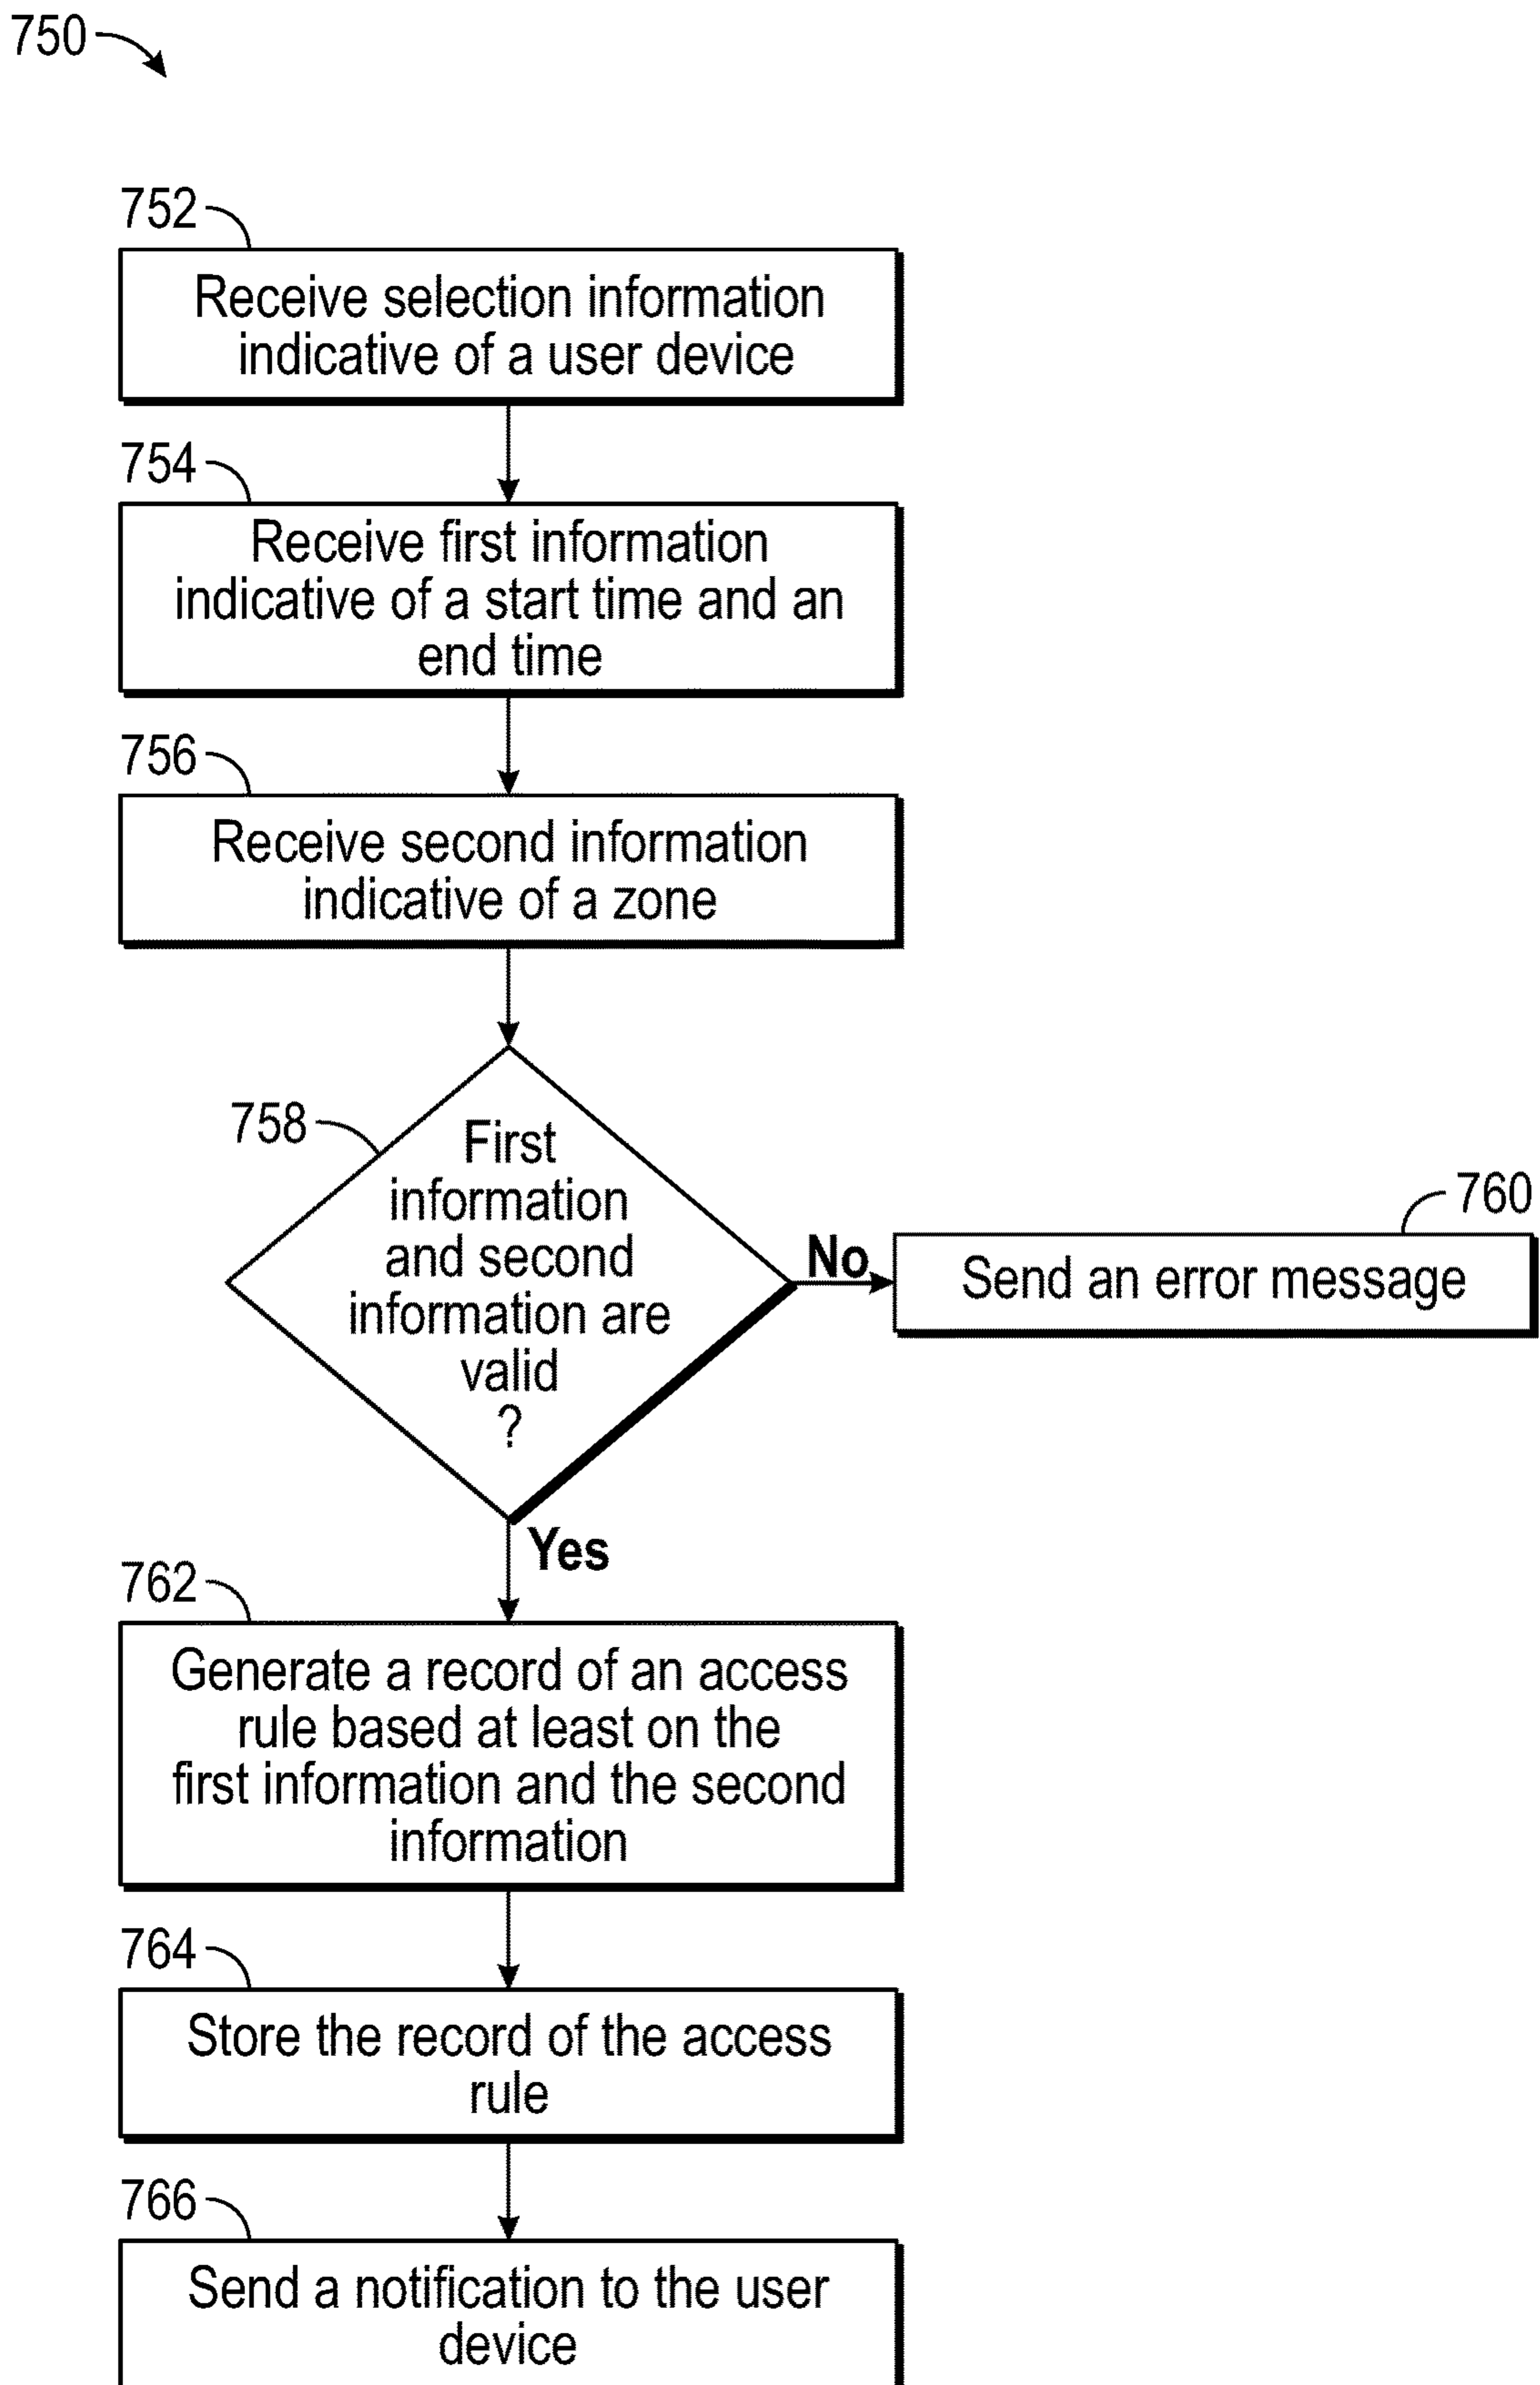 750
752
Receive selection information
indicative of a user device
754
Receive first information
indicative of a start time and an
end time
756
Receive second information
indicative of a zone
758
First
information
and second
information are
valid
?
No
760
Send an error message
Yes
762
Generate a record of an access
rule based at least on the
first information and the second
information
764
Store the record of the access
rule
766
Send a notification to the user
device